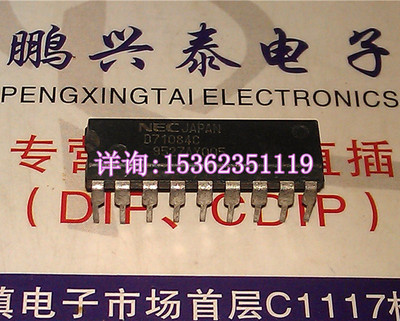 鹏兴泰电子
PENGXINGTAI ELECTRONICS
NEC JAPAN
D71084C
专营 直插
详询:15362351119
(DIP、CDIP)
镇电子市场首层C1117楼